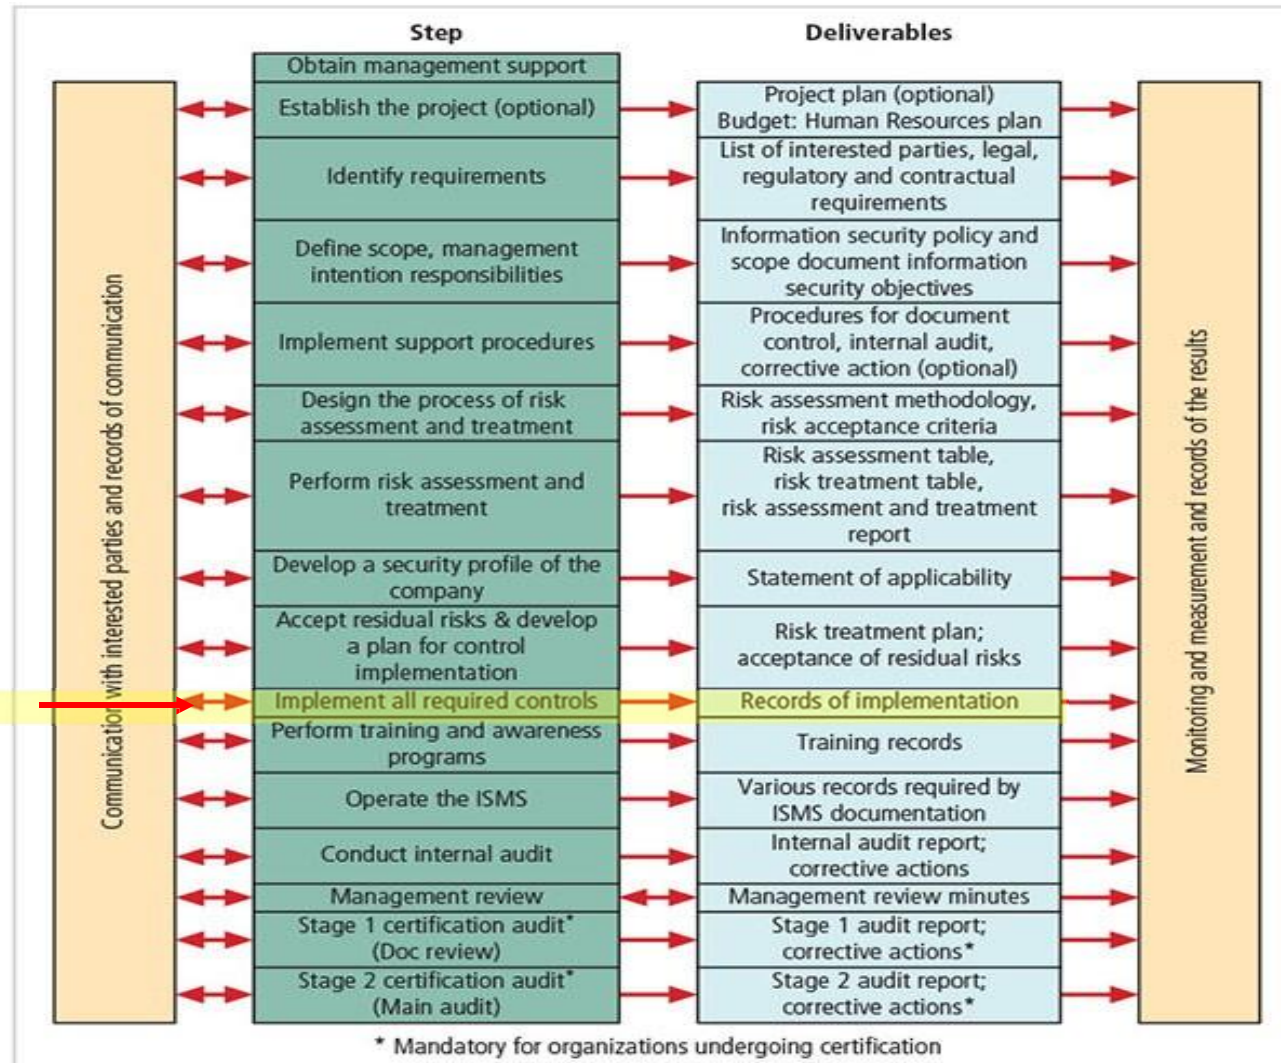 Step
Deliverables
Communication with interested parties and records of communication
Obtain management support
Establish the project (optional)
Project plan (optional)
Budget: Human Resources plan
Identify requirements
List of interested parties, legal,
regulatory and contractual
requirements
Define scope, management
intention responsibilities
Information security policy and
scope document information
security objectives
Implement support procedures
Procedures for document
control, internal audit,
corrective action (optional)
Design the process of risk
assessment and treatment
Risk assessment methodology,
risk acceptance criteria
Perform risk assessment and
treatment
Risk assessment table,
risk treatment table,
risk assessment and treatment
report
Develop a security profile of the
company
Statement of applicability
Accept residual risks & develop
a plan for control
implementation
Risk treatment plan;
acceptance of residual risks
Implement all required controls
Records of implementation
Perform training and awareness
programs
Training records
Operate the ISMS
Various records required by
ISMS documentation
Conduct internal audit
Internal audit report;
corrective actions
Management review
Management review minutes
Stage 1 certification audit*
(Doc review)
Stage 1 audit report;
corrective actions*
Stage 2 certification audit*
(Main audit)
Stage 2 audit report;
corrective actions*
Monitoring and measurement and records of the results
* Mandatory for organizations undergoing certification